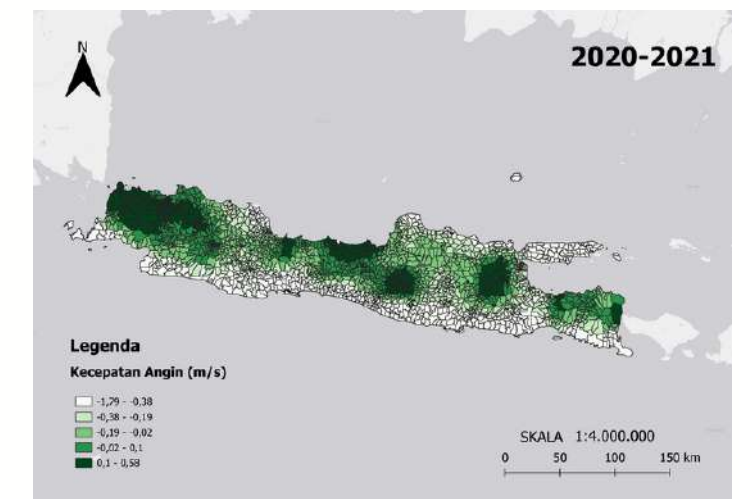 N
2020-2021
Legenda
Kecepatan Angin (m/s)
-1,79 - -0,38
-0,38 - -0,19
-0,19 - -0,02
-0,02 - 0,1
0,1 - 0,58
SKALA 1:4.000.000
0 50 100 150 km